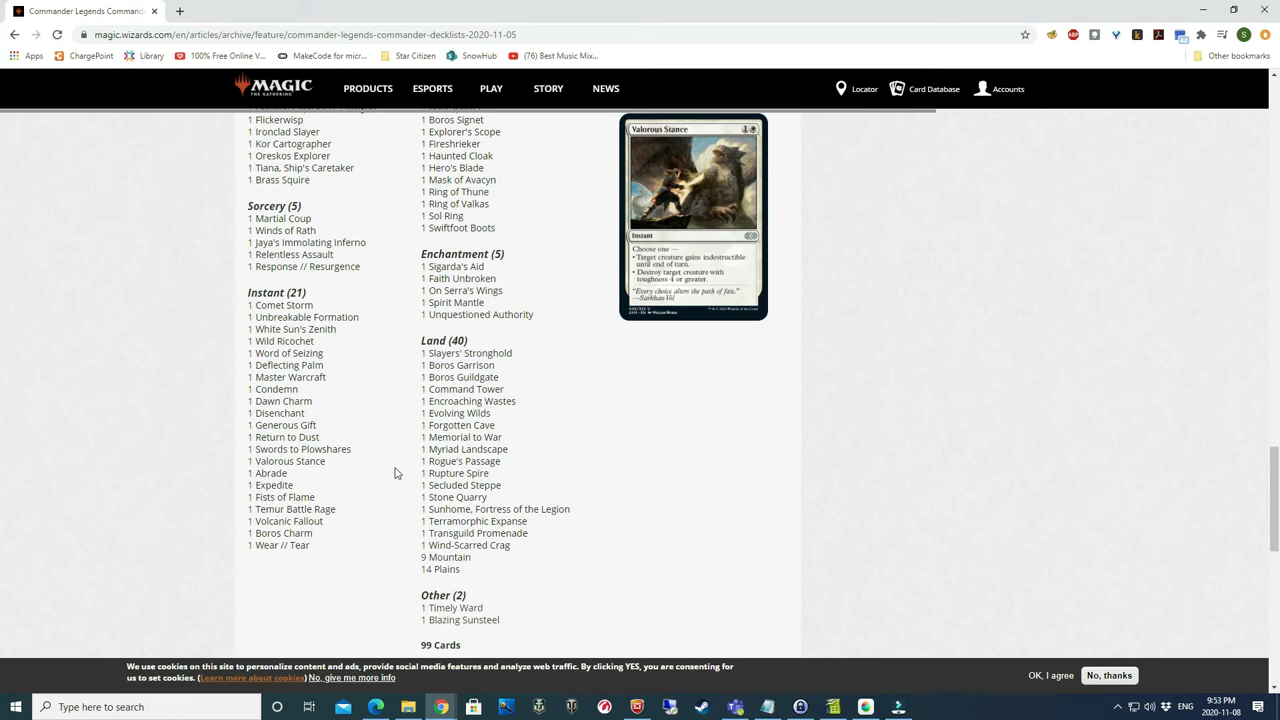 Commander Legends Comman
magic.wizards.com/en/articles/archive/feature/commander-legends-commander-decklists-2020-11-05
Apps
ChargePoint
Library
100% Free Online V...
MakeCode for micr...
Star Citizen
SnowHub
(76) Best Music Mix...
Other bookmarks
MAGIC
THE GATHERING
PRODUCTS
ESPORTS
PLAY
STORY
NEWS
Locator
Card Database
Accounts
1 Flickerwisp
1 Ironclad Slayer
1 Kor Cartographer
1 Oreskos Explorer
1 Tiana, Ship's Caretaker
1 Brass Squire
Sorcery (5)
1 Martial Coup
1 Winds of Rath
1 Jaya's Immolating Inferno
1 Relentless Assault
1 Response // Resurgence
Instant (21)
1 Comet Storm
1 Unbreakable Formation
1 White Sun's Zenith
1 Wild Ricochet
1 Word of Seizing
1 Deflecting Palm
1 Master Warcraft
1 Condemn
1 Dawn Charm
1 Disenchant
1 Generous Gift
1 Return to Dust
1 Swords to Plowshares
1 Valorous Stance
1 Abrade
1 Expedite
1 Fists of Flame
1 Temur Battle Rage
1 Volcanic Fallout
1 Boros Charm
1 Wear // Tear
1 Boros Signet
1 Explorer's Scope
1 Fireshrieker
1 Haunted Cloak
1 Hero's Blade
1 Mask of Avacyn
1 Ring of Thune
1 Ring of Valkas
1 Sol Ring
1 Swiftfoot Boots
Enchantment (5)
1 Sigarda's Aid
1 Faith Unbroken
1 On Serra's Wings
1 Spirit Mantle
1 Unquestioned Authority
Land (40)
1 Slayers' Stronghold
1 Boros Garrison
1 Boros Guildgate
1 Command Tower
1 Encroaching Wastes
1 Evolving Wilds
1 Forgotten Cave
1 Memorial to War
1 Myriad Landscape
1 Rogue's Passage
1 Rupture Spire
1 Secluded Steppe
1 Stone Quarry
1 Sunhome, Fortress of the Legion
1 Terramorphic Expanse
1 Transguild Promenade
1 Wind-Scarred Crag
9 Mountain
14 Plains
Other (2)
1 Timely Ward
1 Blazing Sunsteel
99 Cards
Valorous Stance
1
Instant
Choose one —
•Target creature gains indestructible
until end of turn.
•Destroy target creature with
toughness 4 or greater.
"Every choice alters the path of fate."
—Sarkhan Vol
We use cookies on this site to personalize content and ads, provide social media features and analyze web traffic. By clicking YES, you are consenting for
us to set cookies. (Learn more about cookies) No, give me more info
OK, I agree
No, thanks
Type here to search
ENG
9:53 PM
2020-11-08